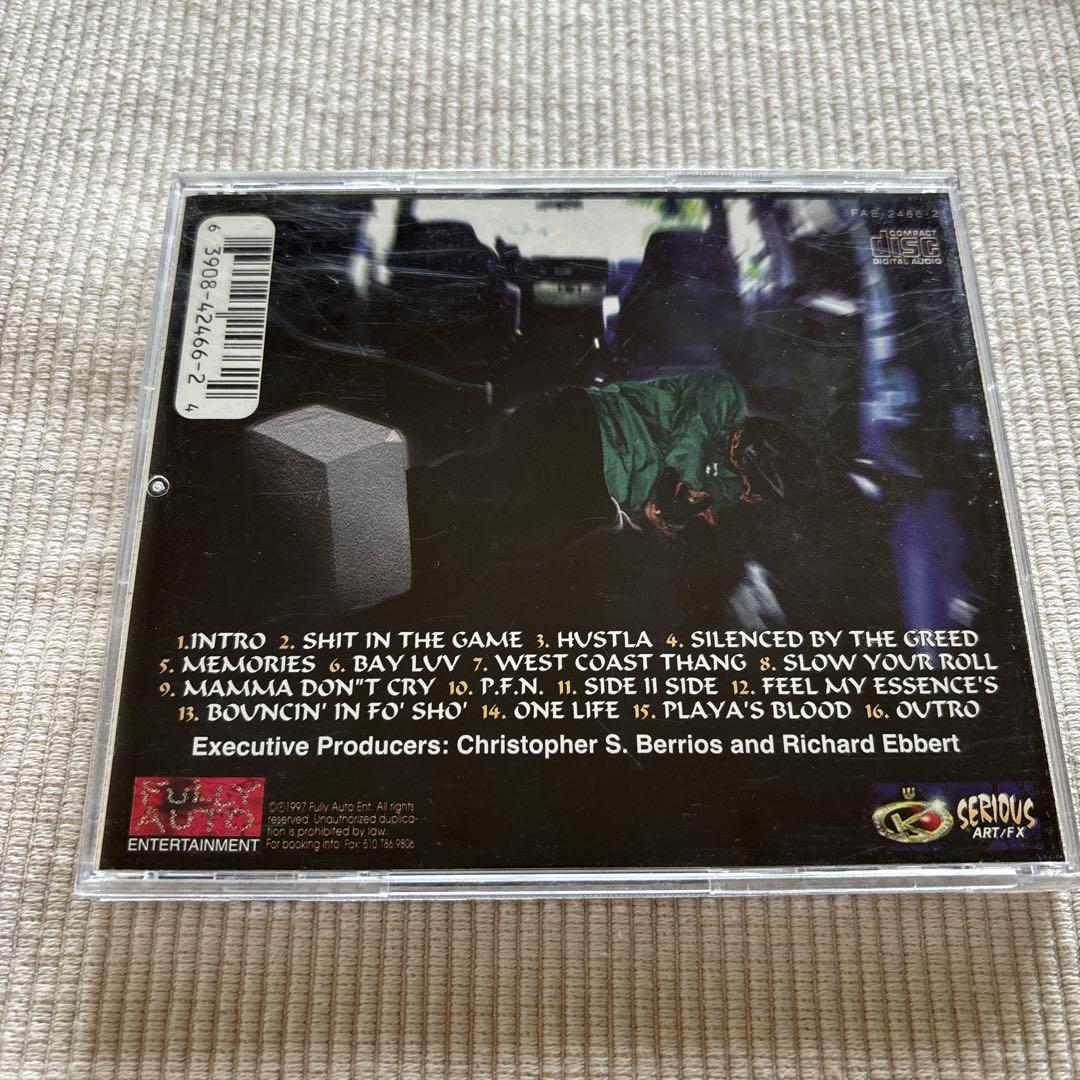 FAE-2466-2
COMPACT
disc
DIGITAL AUDIO
6 3908-42466-2 4
1.INTRO 2. SHIT IN THE GAME 3. HUSTLA 4. SILENCED BY THE GREED
5. MEMORIES 6. BAY LUV 7. WEST COAST THANG 8. SLOW YOUR ROLL
9. MAMMA DON"T CRY 10. P.F.N. 11. SIDE II SIDE 12. FEEL MY ESSENCE'S
13. BOUNCIN' IN FO' SHO' 14. ONE LIFE 15. PLAYA'S BLOOD 16. OUTRO
Executive Producers: Christopher S. Berrios and Richard Ebbert
FULLY
AUTO
ENTERTAINMENT
©℗1997 Fully Auto Ent. All rights
reserved. Unauthorized duplica-
tion is prohibited by law.
For booking info: Fax: 510 786 9806
K
SERIOUS
ART/FX